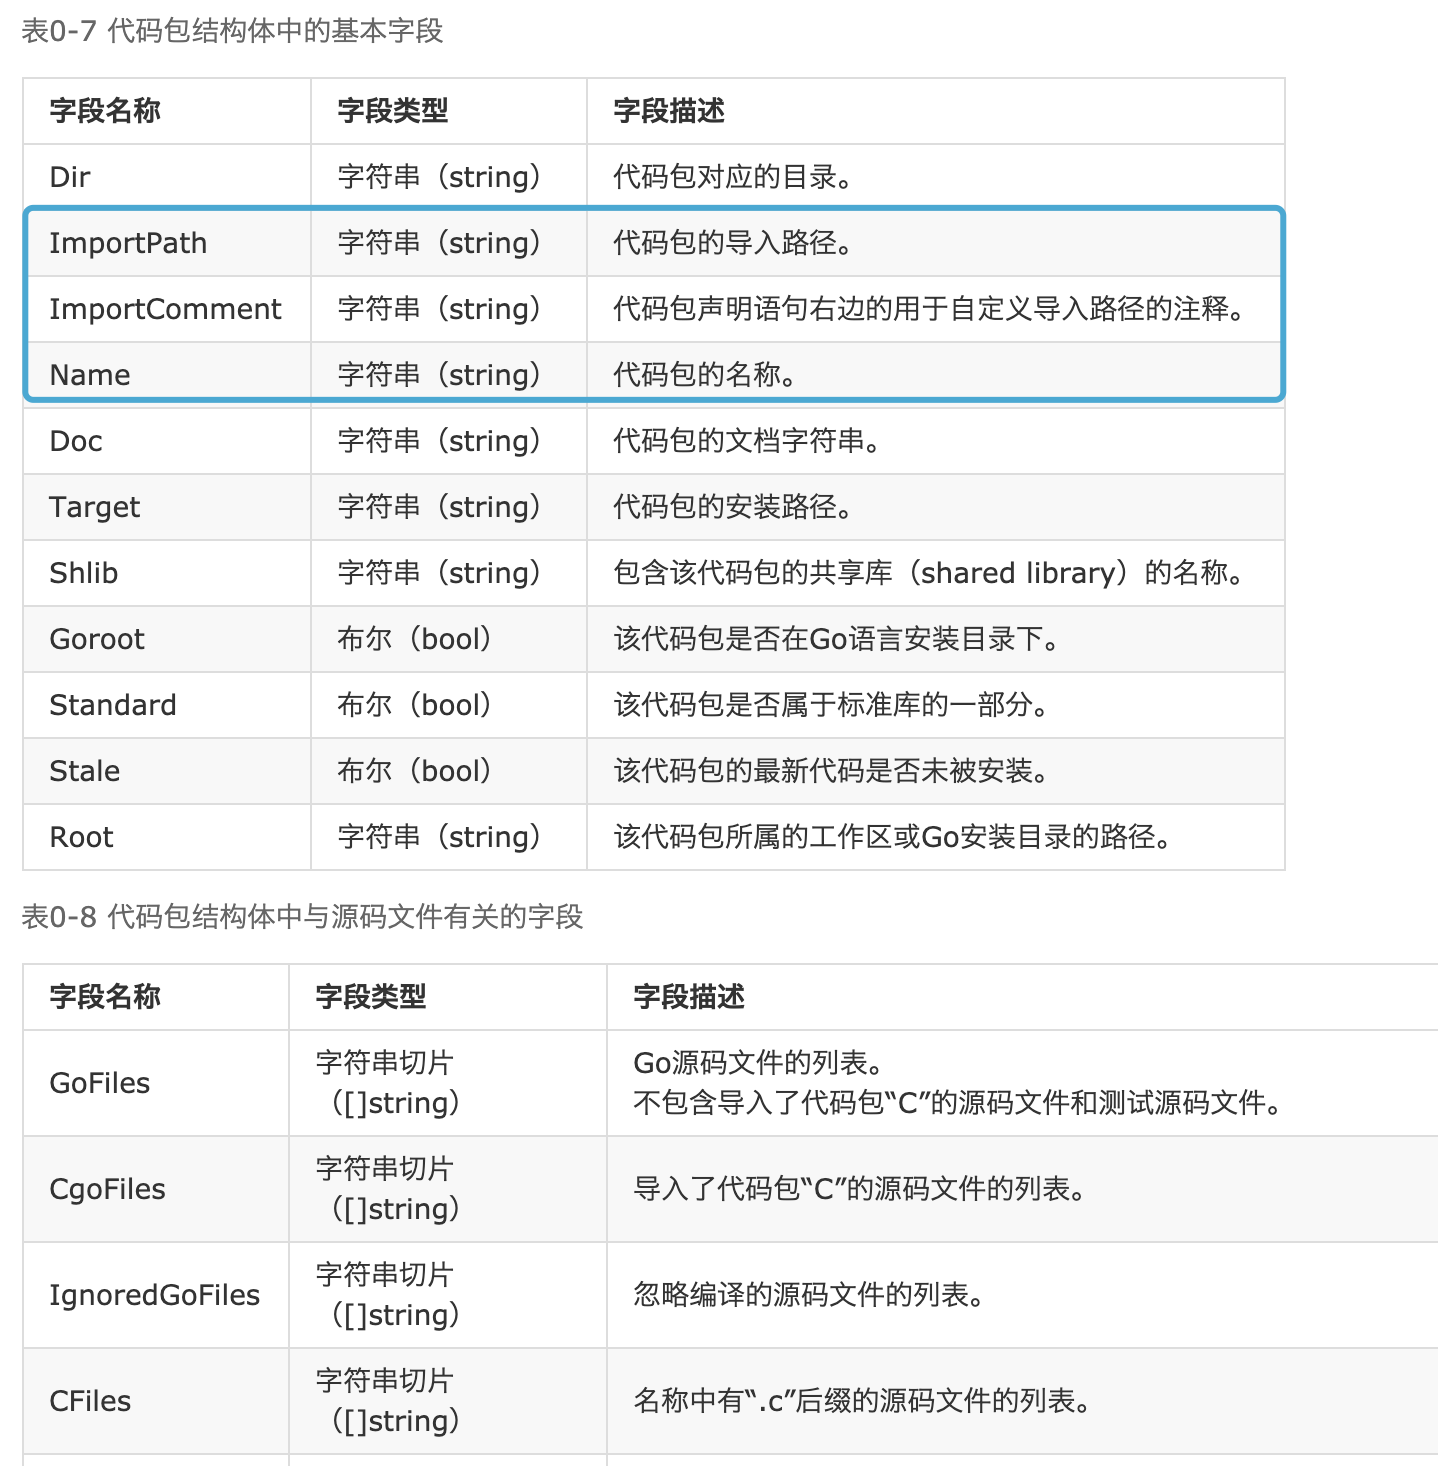 表0-7 代码包结构体中的基本字段
字段名称 字段类型 字段描述
Dir 字符串（string） 代码包对应的目录。
ImportPath 字符串（string） 代码包的导入路径。
ImportComment 字符串（string） 代码包声明语句右边的用于自定义导入路径的注释。
Name 字符串（string） 代码包的名称。
Doc 字符串（string） 代码包的文档字符串。
Target 字符串（string） 代码包的安装路径。
Shlib 字符串（string） 包含该代码包的共享库（shared library）的名称。
Goroot 布尔（bool） 该代码包是否在Go语言安装目录下。
Standard 布尔（bool） 该代码包是否属于标准库的一部分。
Stale 布尔（bool） 该代码包的最新代码是否未被安装。
Root 字符串（string） 该代码包所属的工作区或Go安装目录的路径。
表0-8 代码包结构体中与源码文件有关的字段
字段名称 字段类型 字段描述
GoFiles
字符串切片
（[]string）
Go源码文件的列表。
不包含导入了代码包“C”的源码文件和测试源码文件。
CgoFiles
字符串切片
（[]string）
导入了代码包“C”的源码文件的列表。
IgnoredGoFiles
字符串切片
（[]string）
忽略编译的源码文件的列表。
CFiles
字符串切片
（[]string）
名称中有“.c”后缀的源码文件的列表。